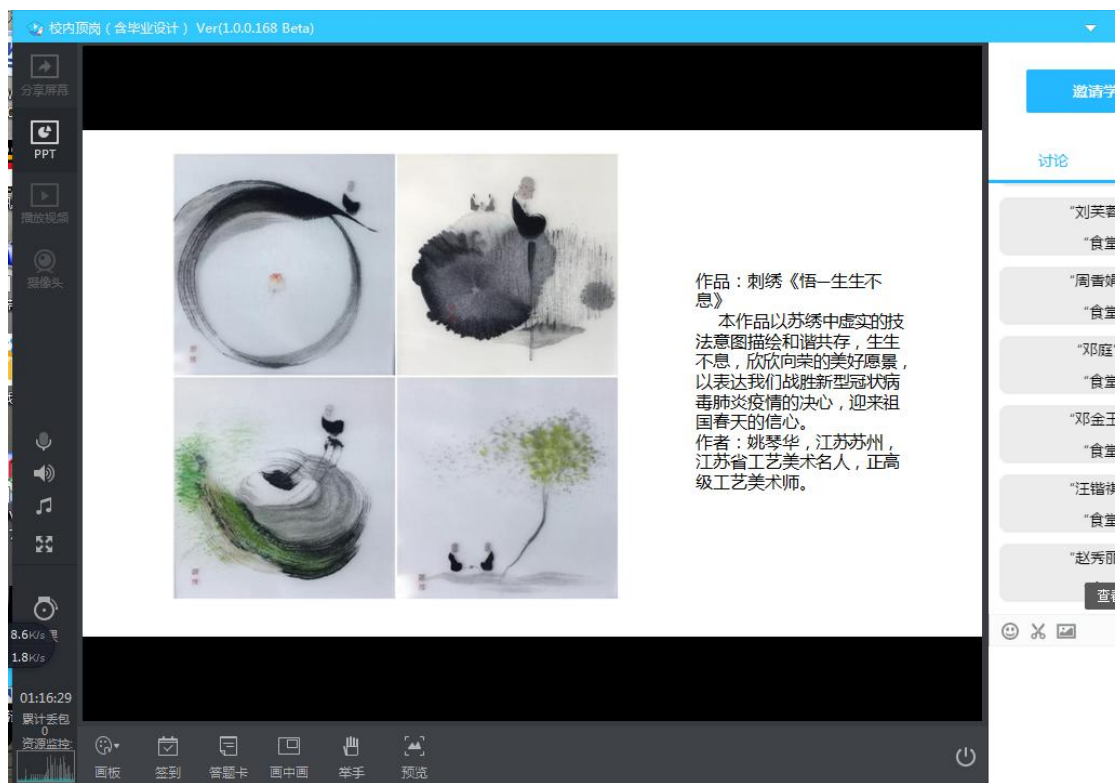 校内顶岗（含毕业设计） Ver(1.0.0.168 Beta)
分享屏幕
PPT
播放视频
摄像头
8.6K/s
1.8K/s
01:16:29
累计丢包
0
资源监控:
作品：刺绣《悟—生生不
息》
本作品以苏绣中虚实的技
法意图描绘和谐共存，生生
不息，欣欣向荣的美好愿景，
以表达我们战胜新型冠状病
毒肺炎疫情的决心，迎来祖
国春天的信心。
作者：姚琴华，江苏苏州，
江苏省工艺美术名人，正高
级工艺美术师。
画板
签到
答题卡
画中画
举手
预览
邀请学
讨论
“刘芙蓉
“食堂
“周香娟
“食堂
“邓庭
“食堂
“邓金玉
“食堂
“汪锴祺
“食堂
“赵秀丽
查看